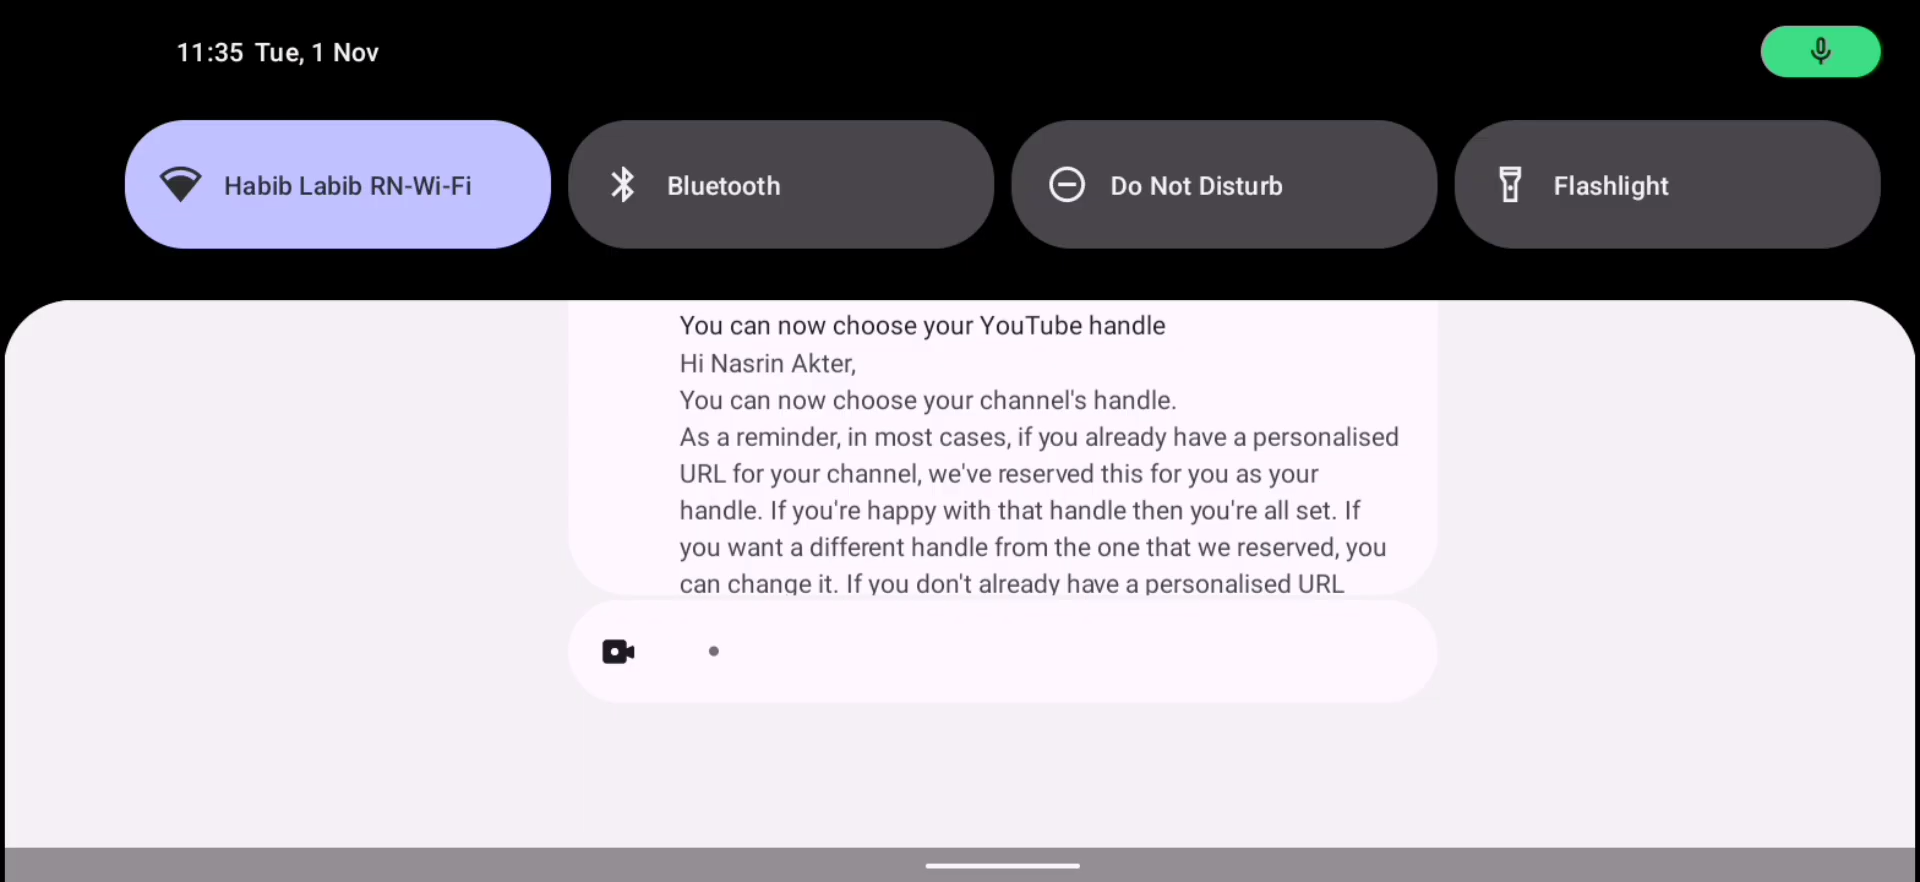 11:35 Tue, 1 Nov
Habib Labib RN-Wi-Fi
Bluetooth
Do Not Disturb
Flashlight
You can now choose your YouTube handle
Hi Nasrin Akter,
You can now choose your channel's handle.
As a reminder, in most cases, if you already have a personalised
URL for your channel, we've reserved this for you as your
handle. If you're happy with that handle then you're all set. If
you want a different handle from the one that we reserved, you
can change it. If you don't already have a personalised URL